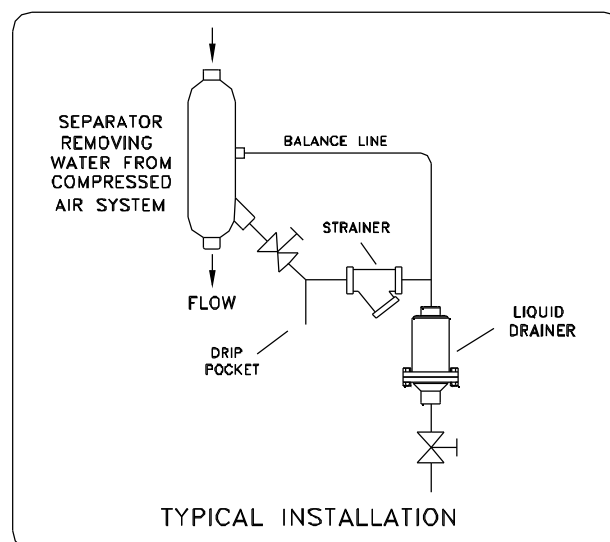 SEPARATOR
REMOVING
WATER FROM
COMPRESSED
AIR SYSTEM
BALANCE LINE
STRAINER
FLOW
DRIP
POCKET
LIQUID
DRAINER
TYPICAL INSTALLATION